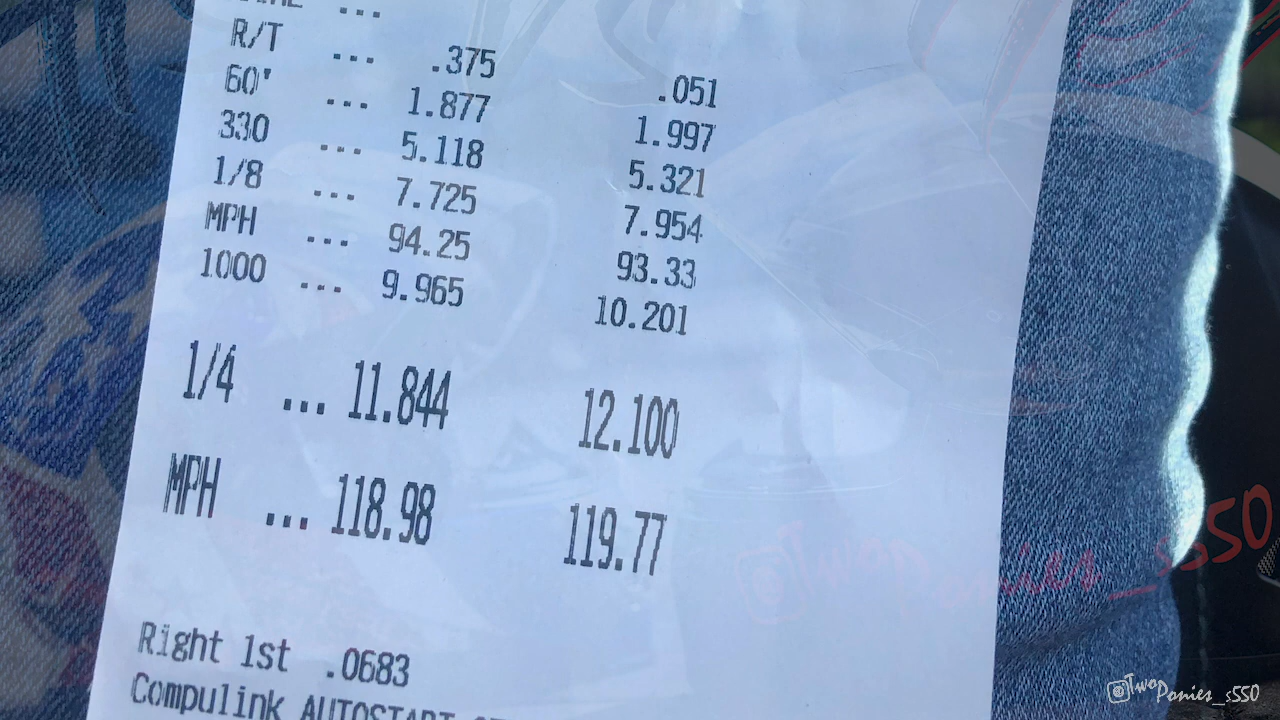 R/T ... .375 .051
60' ... 1.877 1.997
330 ... 5.118 5.321
1/8 ... 7.725 7.954
MPH ... 94.25 93.33
1000 ... 9.965 10.201
1/4 ... 11.844 12.100
MPH ... 118.98 119.77
Right 1st .0683
Compulink AUTOSTART
TwoPonies_s550
TwoPonies_s550